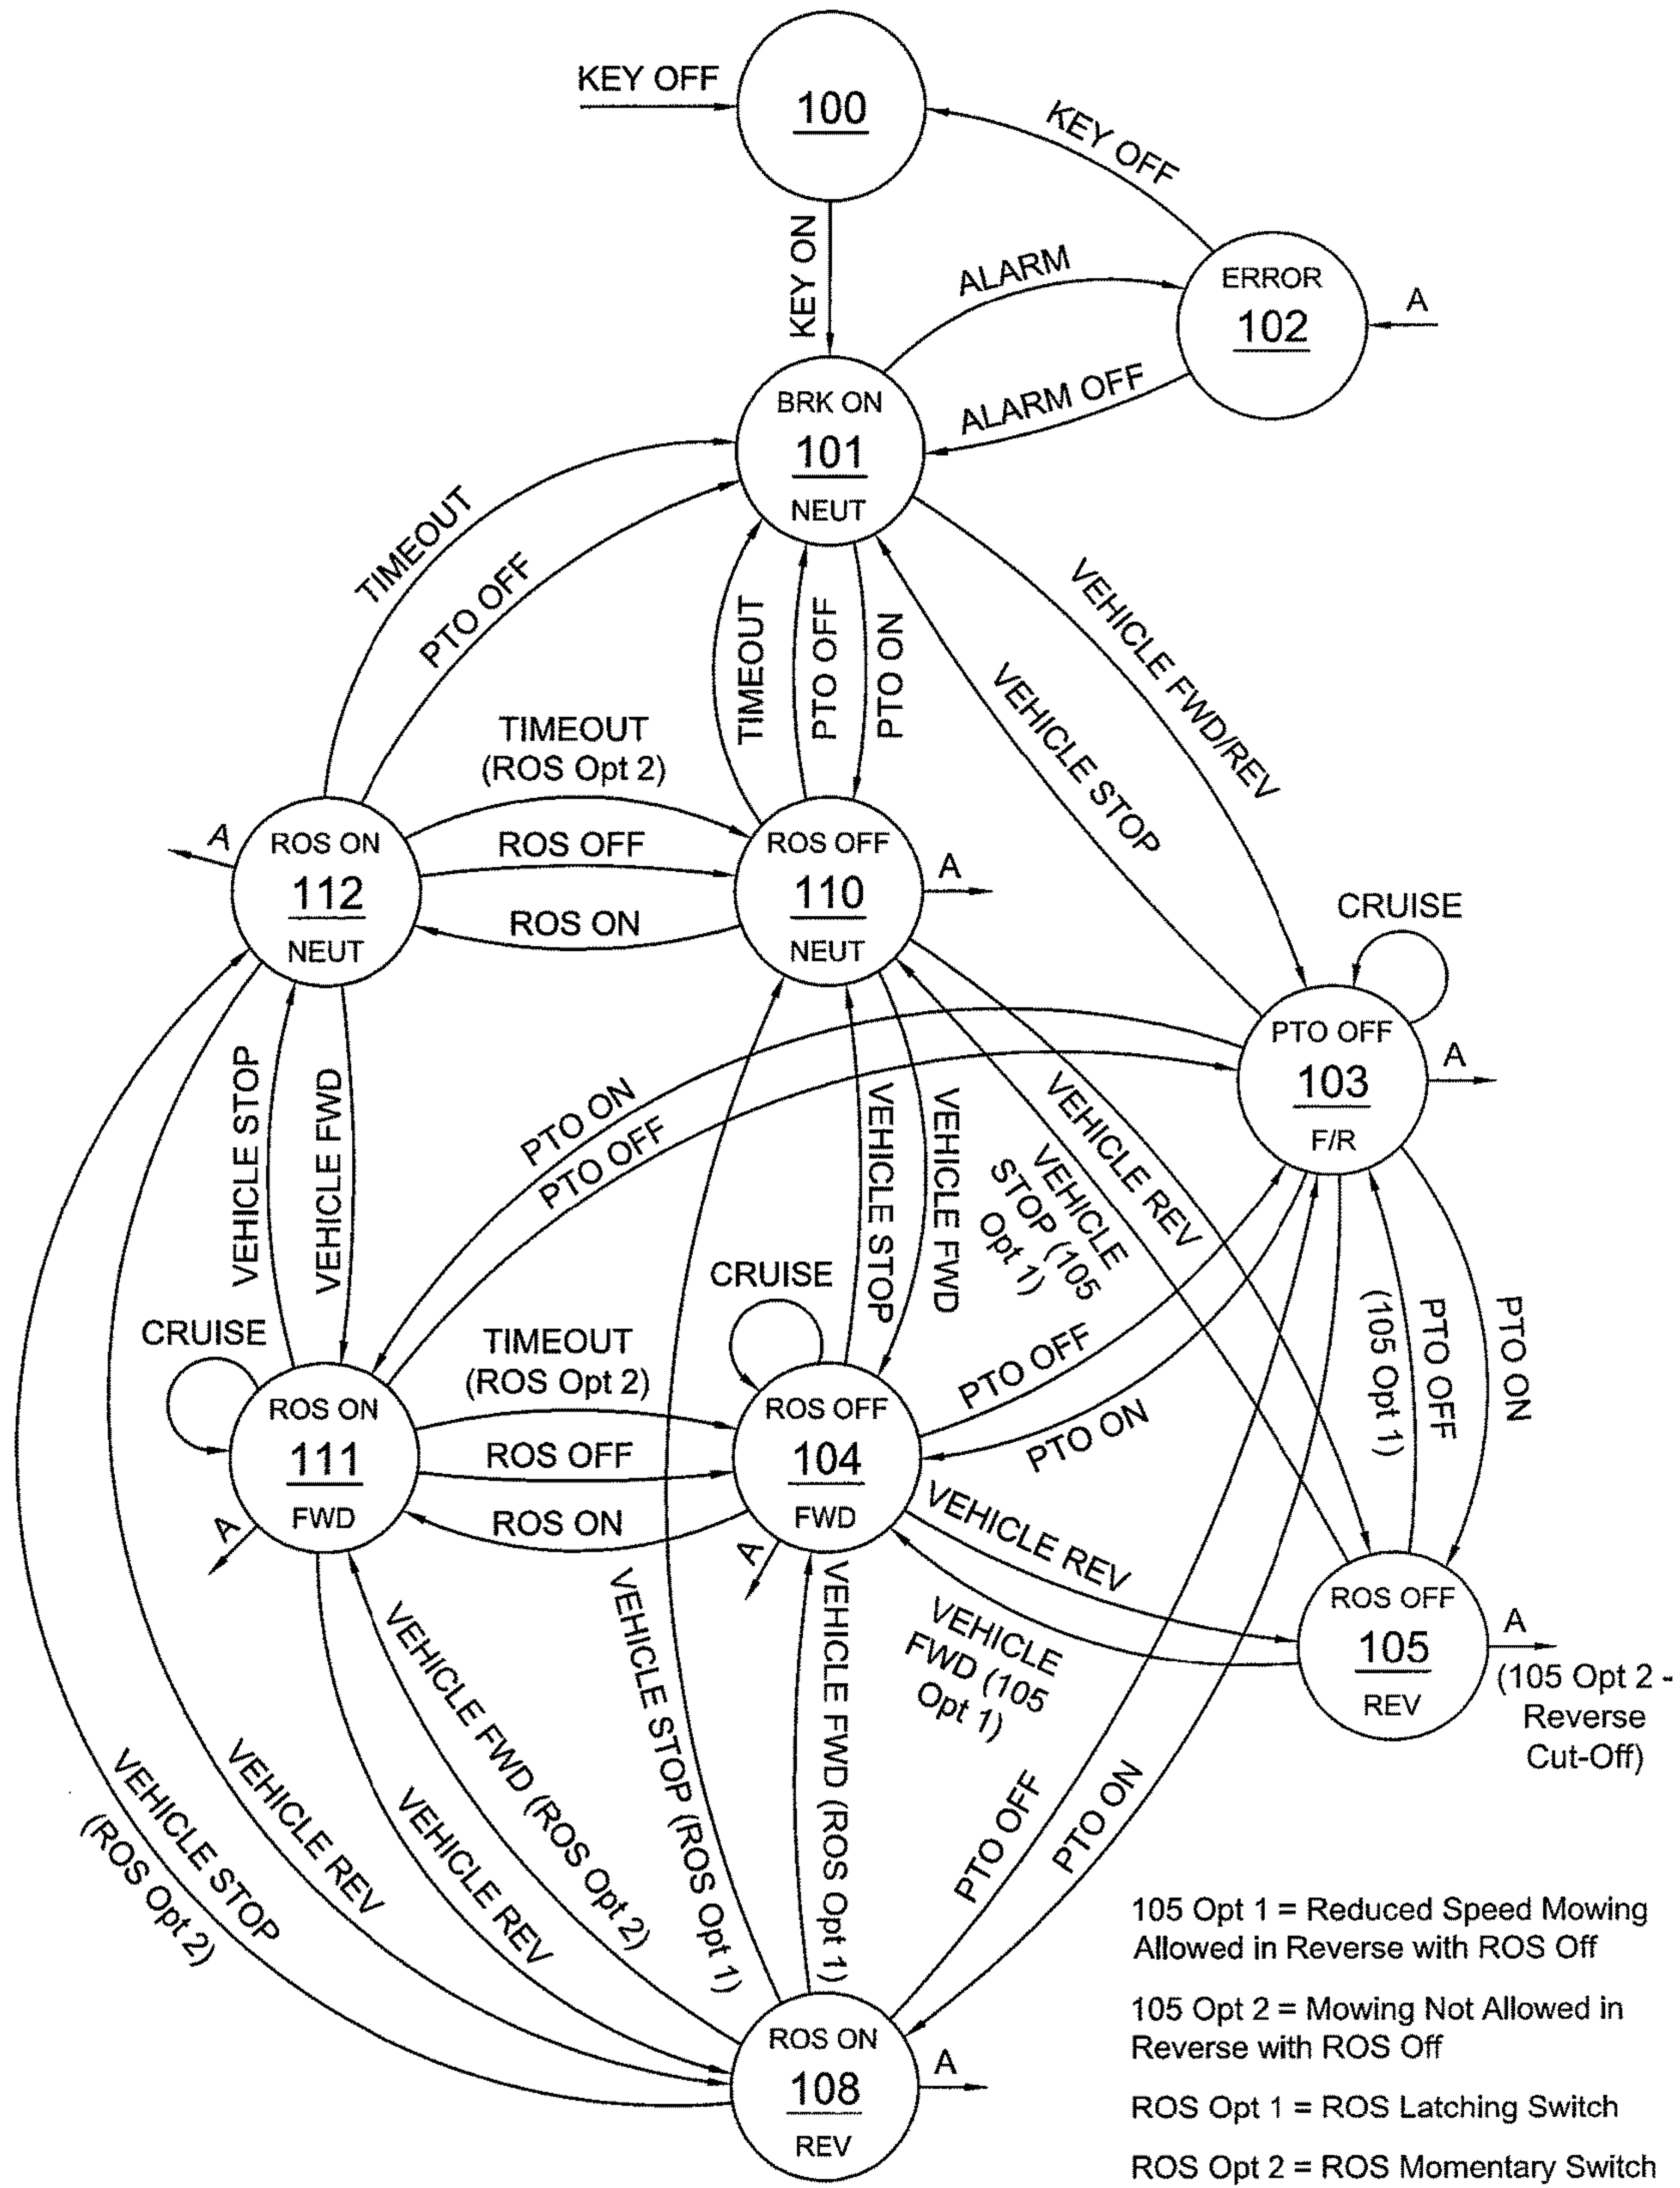 KEY OFF
100
KEY OFF
KEY ON
ALARM
ERROR
102
A
ALARM OFF
BRK ON
101
NEUT
TIMEOUT
PTO OFF
TIMEOUT
PTO OFF
PTO ON
VEHICLE FWD/REV
VEHICLE STOP
TIMEOUT
(ROS Opt 2)
ROS OFF
ROS ON
A
ROS ON
112
NEUT
ROS OFF
110
NEUT
A
CRUISE
PTO OFF
103
F/R
A
VEHICLE STOP
VEHICLE FWD
PTO ON
PTO OFF
VEHICLE STOP
VEHICLE FWD
VEHICLE
STOP (105
Opt 1)
VEHICLE REV
CRUISE
CRUISE
TIMEOUT
(ROS Opt 2)
ROS OFF
ROS ON
PTO OFF
PTO ON
(105 Opt 1)
PTO OFF
PTO ON
ROS ON
111
FWD
A
ROS OFF
104
FWD
A
VEHICLE REV
VEHICLE
FWD (105
Opt 1)
ROS OFF
105
REV
A
(105 Opt 2 -
Reverse
Cut-Off)
VEHICLE STOP
(ROS Opt 2)
VEHICLE REV
VEHICLE REV
VEHICLE FWD (ROS Opt 2)
VEHICLE STOP (ROS Opt 1)
VEHICLE FWD (ROS Opt 1)
PTO OFF
PTO ON
ROS ON
108
REV
A
105 Opt 1 = Reduced Speed Mowing
Allowed in Reverse with ROS Off
105 Opt 2 = Mowing Not Allowed in
Reverse with ROS Off
ROS Opt 1 = ROS Latching Switch
ROS Opt 2 = ROS Momentary Switch